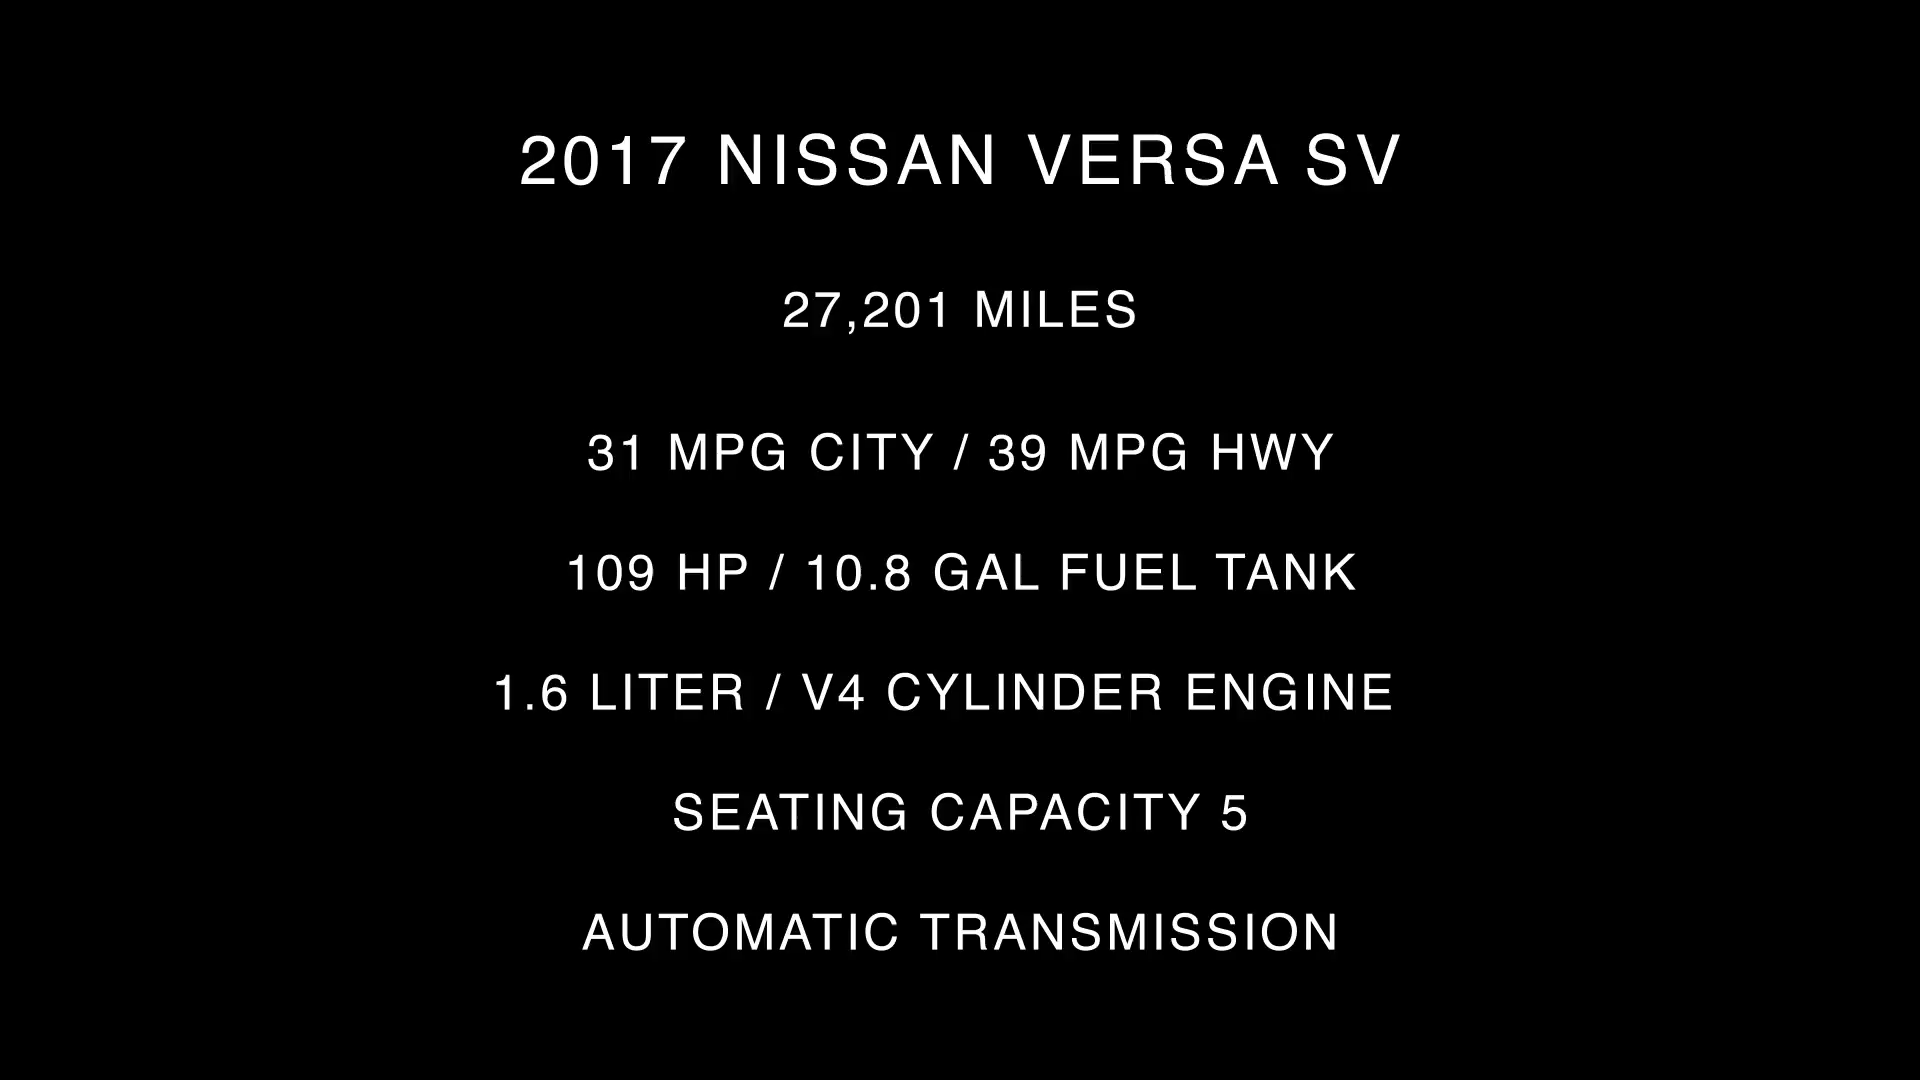 2017 NISSAN VERSA SV
27,201 MILES
31 MPG CITY / 39 MPG HWY
109 HP / 10.8 GAL FUEL TANK
1.6 LITER / V4 CYLINDER ENGINE
SEATING CAPACITY 5
AUTOMATIC TRANSMISSION